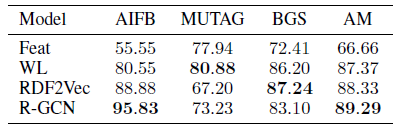 Model AIFB MUTAG BGS AM
Feat 55.55 77.94 72.41 66.66
WL 80.55 80.88 86.20 87.37
RDF2Vec 88.88 67.20 87.24 88.33
R-GCN 95.83 73.23 83.10 89.29